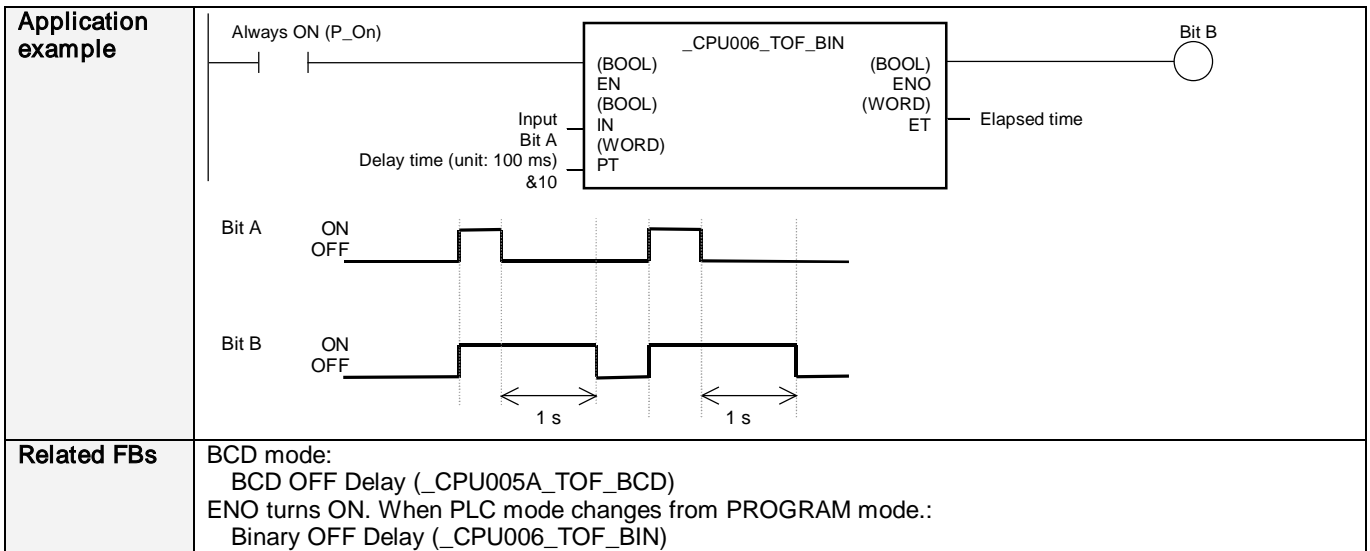 Application
example
Always ON (P_On)
_CPU006_TOF_BIN
Bit B
(BOOL)
EN
(BOOL)
IN
(WORD)
PT
(BOOL)
ENO
(WORD)
ET
Input
Bit A
Delay time (unit: 100 ms)
&10
Elapsed time
Bit A
ON
OFF
Bit B
ON
OFF
1 s
1 s
Related FBs
BCD mode:
BCD OFF Delay (_CPU005A_TOF_BCD)
ENO turns ON. When PLC mode changes from PROGRAM mode.:
Binary OFF Delay (_CPU006_TOF_BIN)